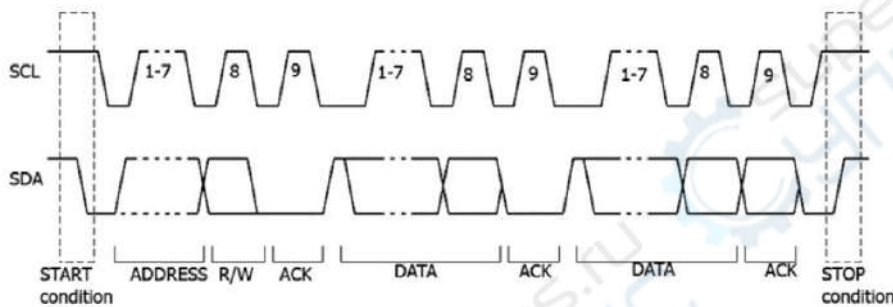 SCL 1-7 8 9 1-7 8 9 1-7 8 9
SDA
START condition ADDRESS R/W ACK DATA ACK DATA ACK STOP condition